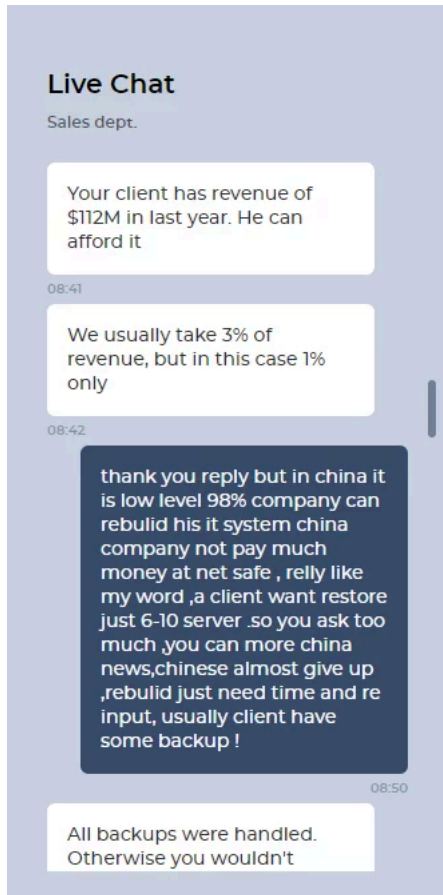 Live Chat
Sales dept.
Your client has revenue of
$112M in last year. He can
afford it
08:41
We usually take 3% of
revenue, but in this case 1%
only
08:42
thank you reply but in china it
is low level 98% company can
rebulid his it system china
company not pay much
money at net safe , relly like
my word ,a client want restore
just 6-10 server .so you ask too
much ,you can more china
news,chinese almost give up
,rebulid just need time and re
input, usually client have
some backup !
08:50
All backups were handled.
Otherwise you wouldn't